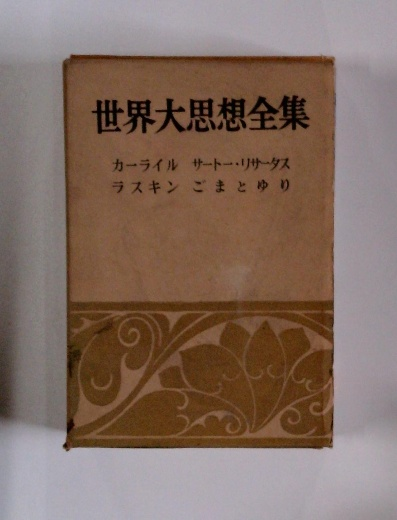 世界大思想全集
カーライル サートー・リサータス
ラスキン ごまとゆり